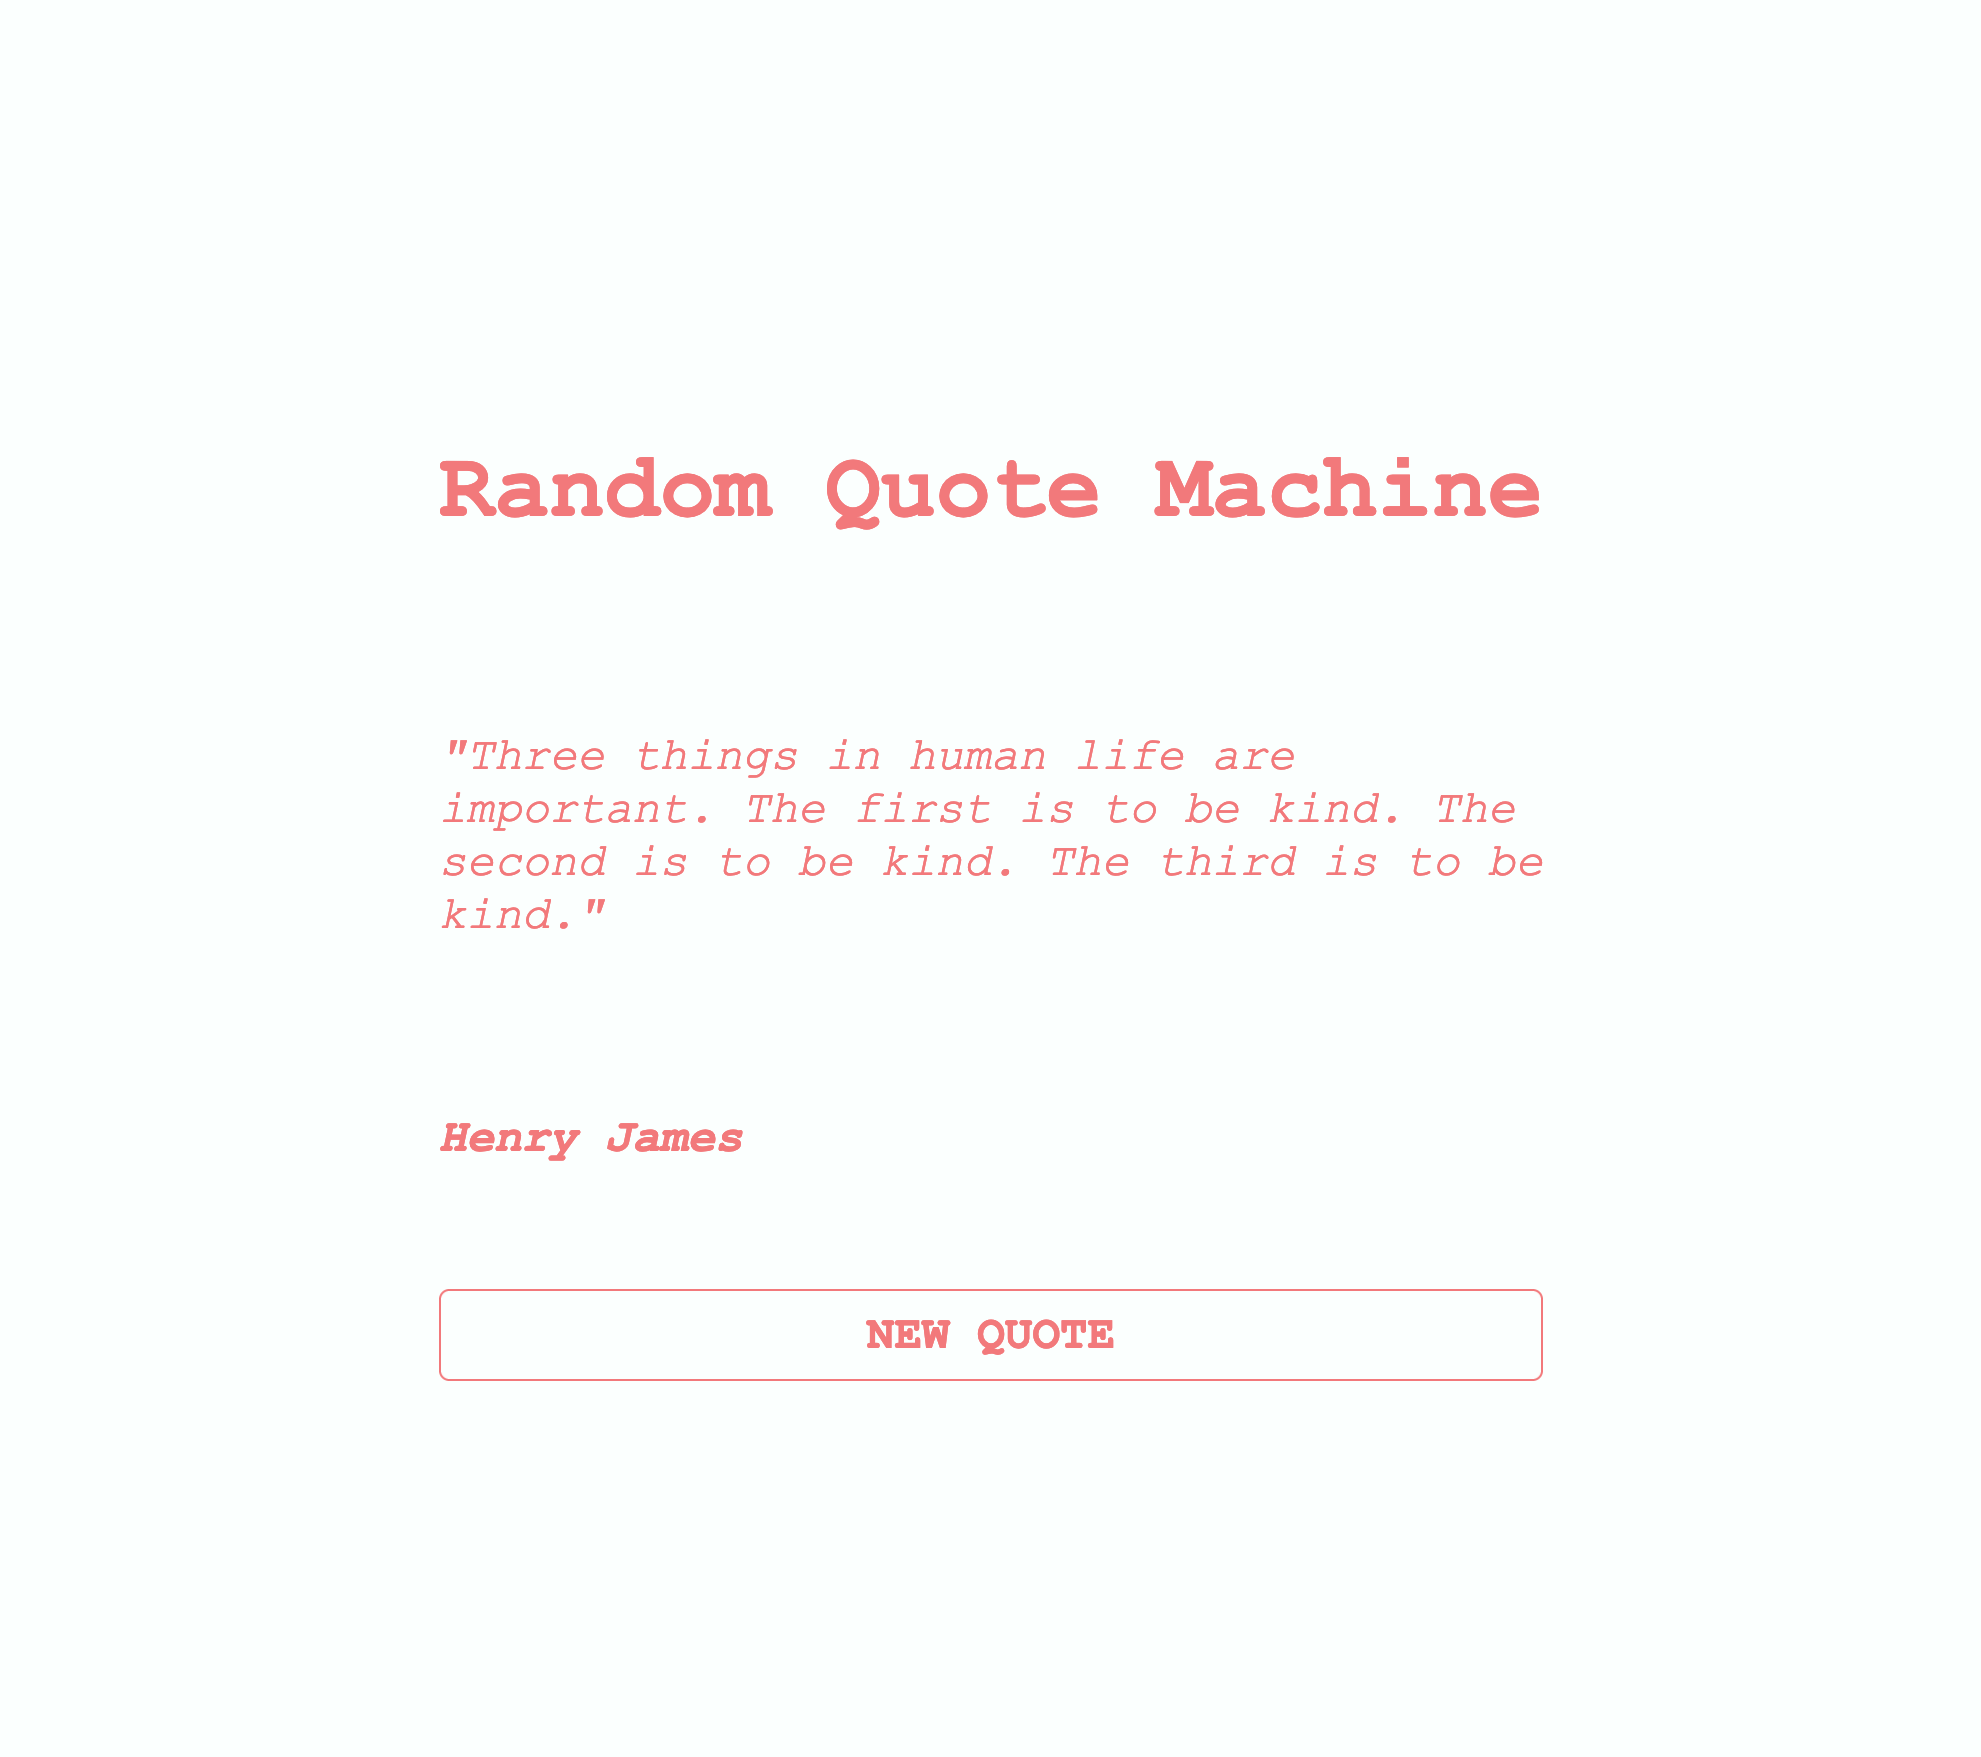 Random Quote Machine
"Three things in human life are
important. The first is to be kind. The
second is to be kind. The third is to be
kind."
Henry James
NEW QUOTE